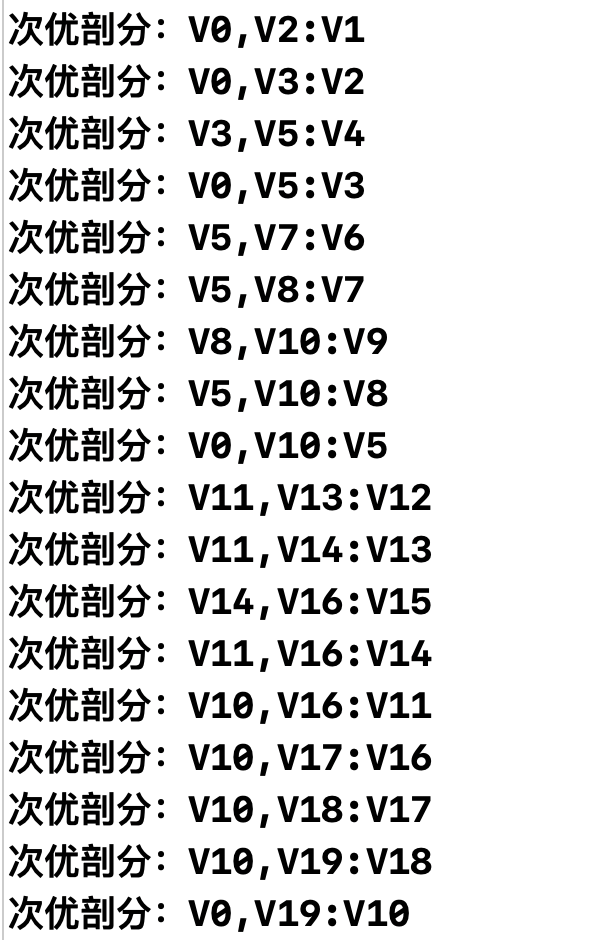 次优剖分：V0,V2:V1
次优剖分：V0,V3:V2
次优剖分：V3,V5:V4
次优剖分：V0,V5:V3
次优剖分：V5,V7:V6
次优剖分：V5,V8:V7
次优剖分：V8,V10:V9
次优剖分：V5,V10:V8
次优剖分：V0,V10:V5
次优剖分：V11,V13:V12
次优剖分：V11,V14:V13
次优剖分：V14,V16:V15
次优剖分：V11,V16:V14
次优剖分：V10,V16:V11
次优剖分：V10,V17:V16
次优剖分：V10,V18:V17
次优剖分：V10,V19:V18
次优剖分：V0,V19:V10